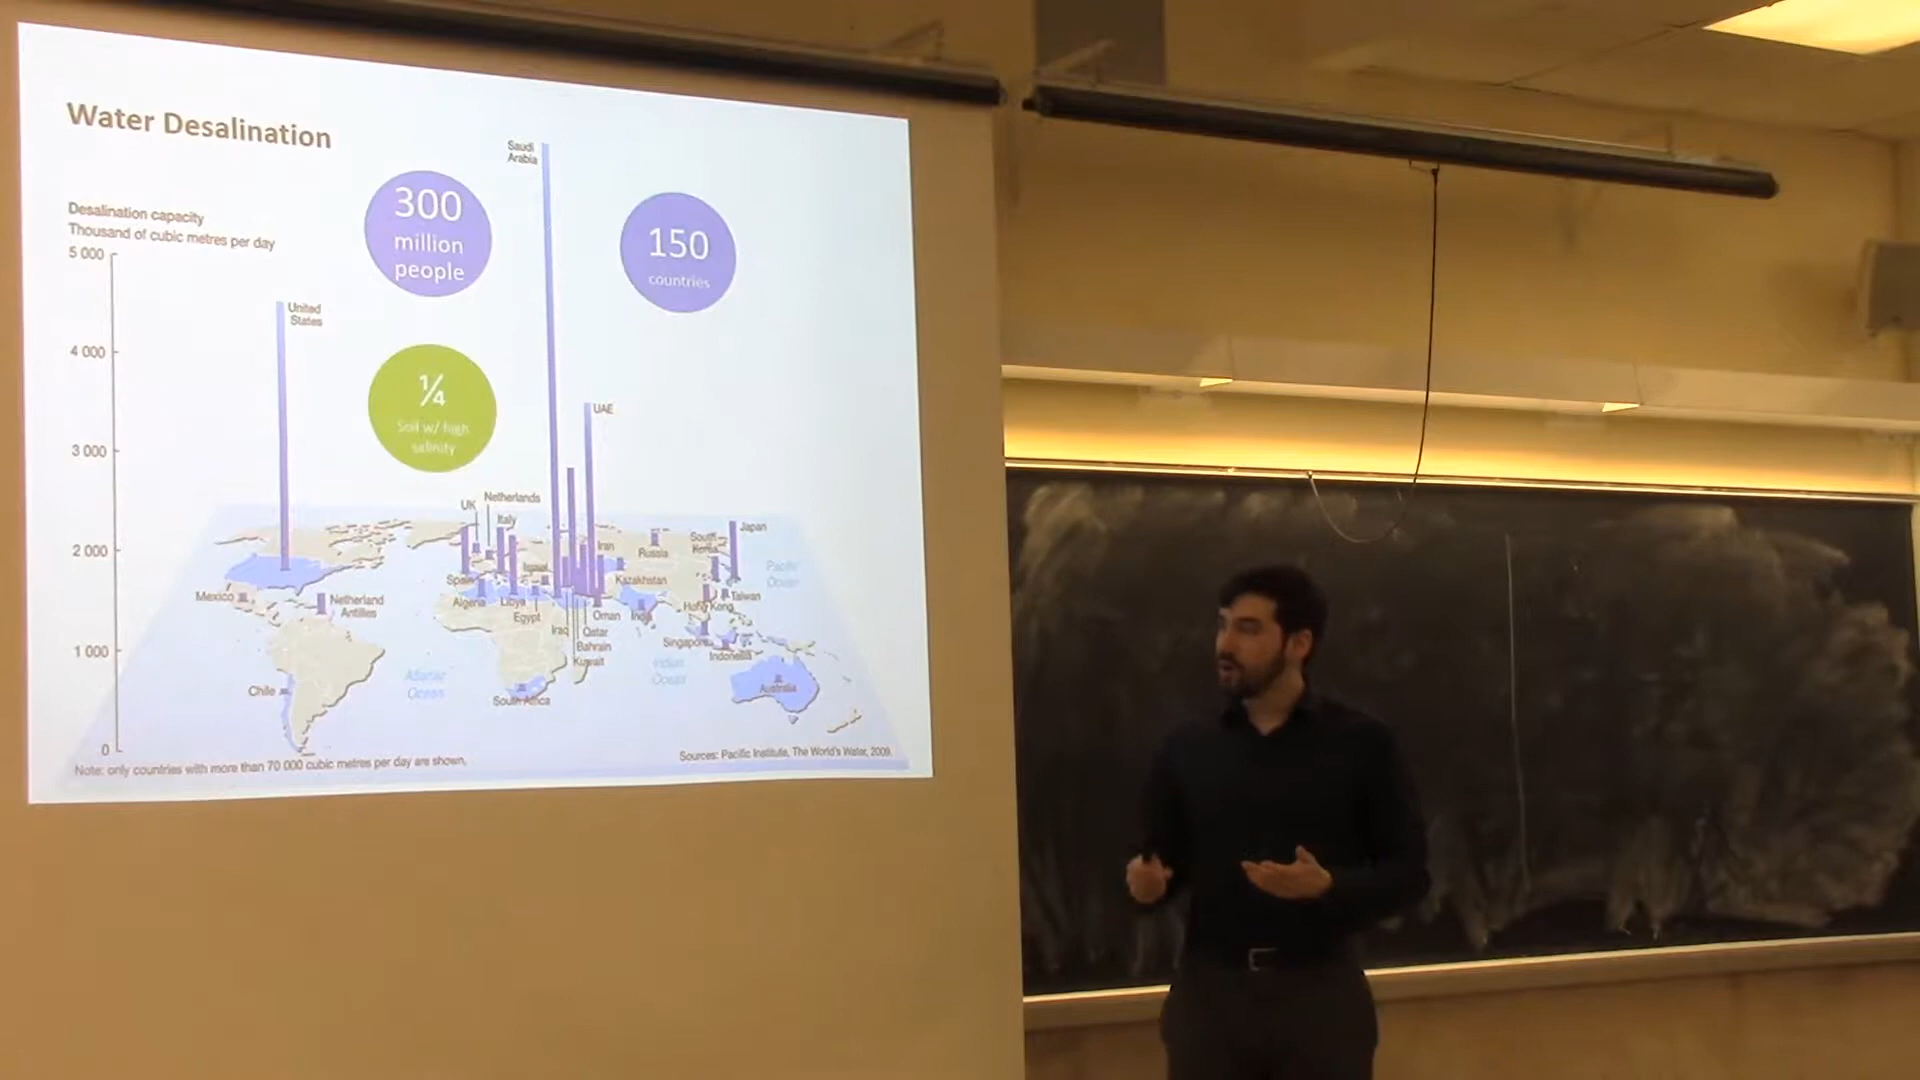 Water Desalination
Saudi
Arabia
300
million
people
150
countries
Desalination capacity
Thousand of cubic metres per day
5 000
United
States
4 000
1/4
Soil w/ high
salinity
UAE
3 000
UK
Netherlands
Italy
Japan
2 000
Iran
Russia
South
Korea
Pacific
Ocean
Spain
Israel
Kazakhstan
Mexico
Netherland
Antilles
Algeria
Libya
Egypt
Oman
India
Hong Kong
Taiwan
Iraq
Qatar
Bahrain
Kuwait
Singapore
Indonesia
1 000
Atlantic
Ocean
Indian
Ocean
Chile
South Africa
Australia
0
Note: only countries with more than 70 000 cubic metres per day are shown.
Sources: Pacific Institute, The World's Water, 2009.